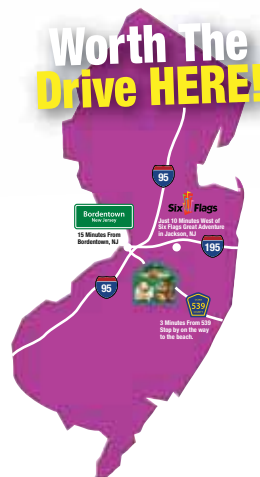 Worth The
Drive HERE!
95
Six Flags
Bordentown
New Jersey
Just 10 Minutes West of
Six Flags Great Adventure
in Jackson, NJ
15 Minutes From
Bordentown, NJ
195
95
539
3 Minutes From 539
Stop by on the way
to the beach.